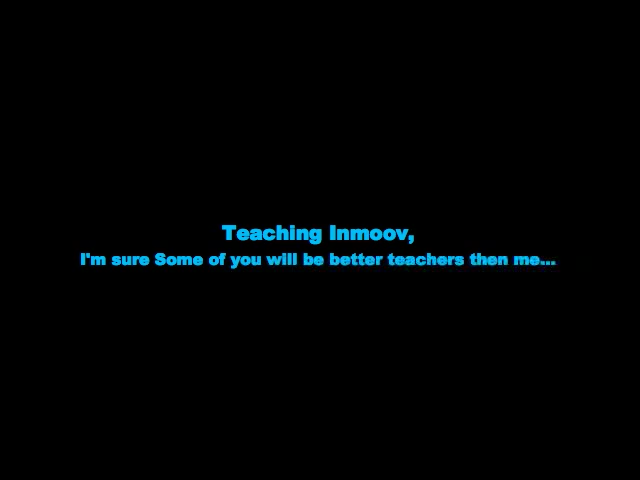 Teaching Inmoov,
I'm sure Some of you will be better teachers then me...